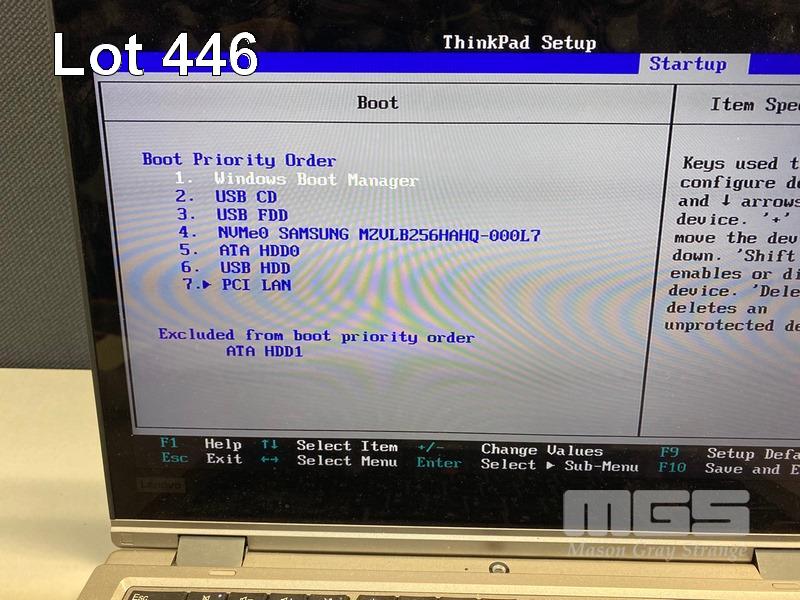 Lot 446
ThinkPad Setup
Startup
Boot
Item Spe
Boot Priority Order
1. Windows Boot Manager
2. USB CD
3. USB FDD
4. NVMe0 SAMSUNG MZVLB256HAHQ-000L7
5. ATA HDD0
6. USB HDD
7.▶ PCI LAN
Excluded from boot priority order
ATA HDD1
Keys used t
configure de
and ↓ arrows
device. '+'
move the dev
down. 'Shift
enables or di
device. 'Dele
deletes an
unprotected de
F1 Help ↑↓ Select Item +/- Change Values F9 Setup Defa
Esc Exit ←→ Select Menu Enter Select ▶ Sub-Menu F10 Save and E
Lenovo
MGS
Mason Gray Strange
Esc